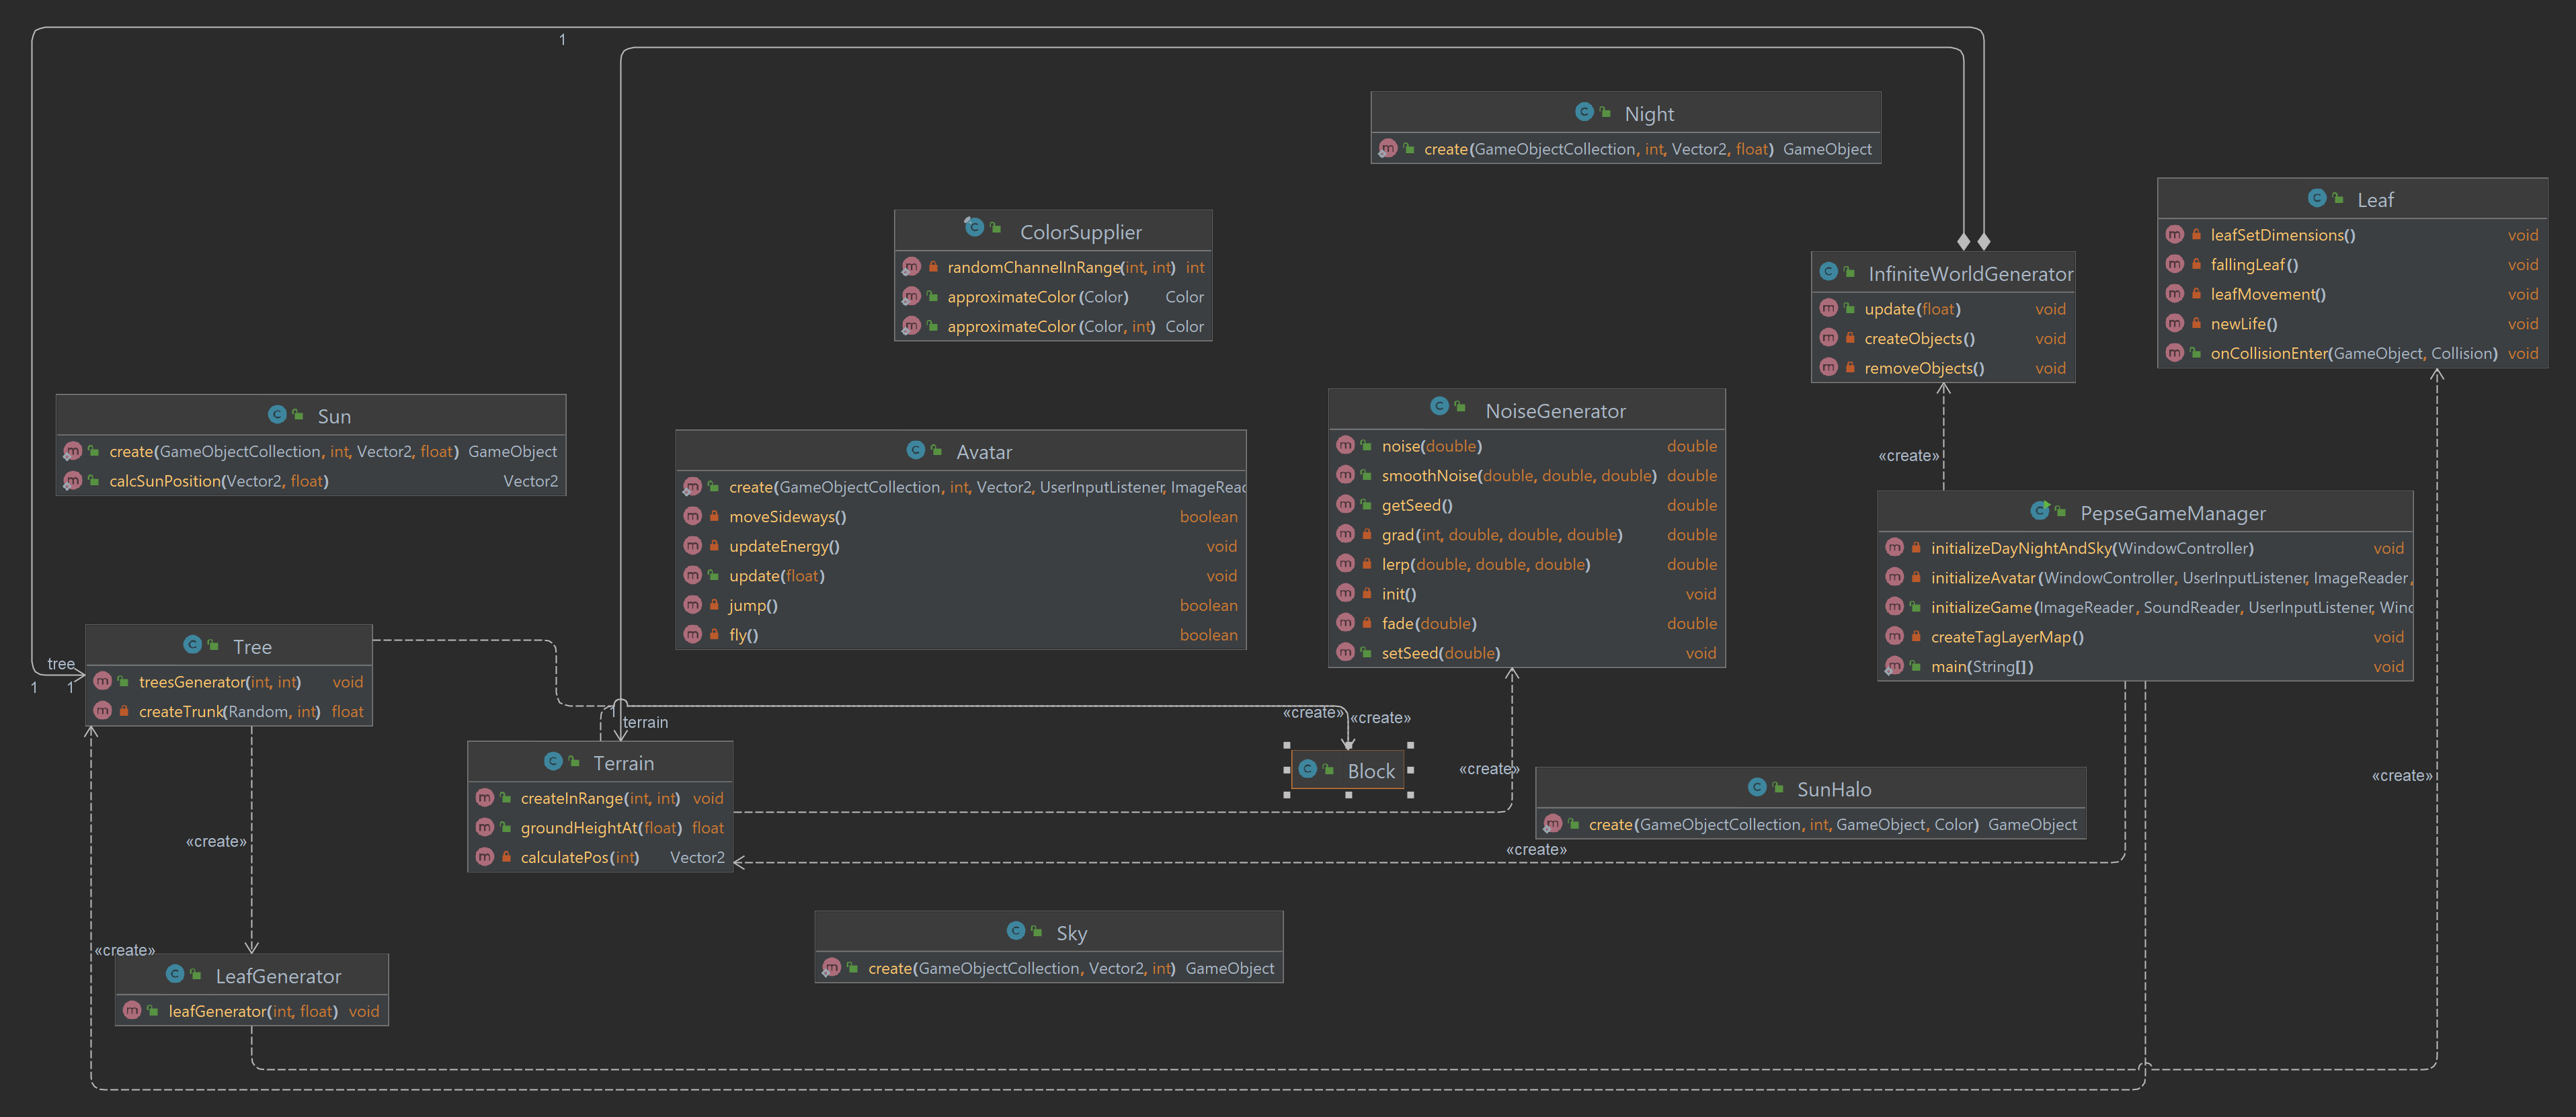 1
Night
create(GameObjectCollection, int, Vector2, float) GameObject
Leaf
leafSetDimensions() void
fallingLeaf() void
leafMovement() void
newLife() void
onCollisionEnter(GameObject, Collision) void
ColorSupplier
randomChannelInRange(int, int) int
approximateColor(Color) Color
approximateColor(Color, int) Color
InfiniteWorldGenerator
update(float) void
createObjects() void
removeObjects() void
Sun
create(GameObjectCollection, int, Vector2, float) GameObject
calcSunPosition(Vector2, float) Vector2
Avatar
create(GameObjectCollection, int, Vector2, UserInputListener, ImageReac
moveSideways() boolean
updateEnergy() void
update(float) void
jump() boolean
fly() boolean
NoiseGenerator
noise(double) double
smoothNoise(double, double, double) double
getSeed() double
grad(int, double, double, double) double
lerp(double, double, double) double
init() void
fade(double) double
setSeed(double) void
«create»
PepseGameManager
initializeDayNightAndSky(WindowController) void
initializeAvatar(WindowController, UserInputListener, ImageReader,
initializeGame(ImageReader, SoundReader, UserInputListener, Winc
createTagLayerMap() void
main(String[]) void
Tree
treesGenerator(int, int) void
createTrunk(Random, int) float
tree
1
1
1
terrain
«create»
«create»
Terrain
createInRange(int, int) void
groundHeightAt(float) float
calculatePos(int) Vector2
Block
«create»
SunHalo
create(GameObjectCollection, int, GameObject, Color) GameObject
«create»
«create»
«create»
Sky
create(GameObjectCollection, Vector2, int) GameObject
«create»
LeafGenerator
leafGenerator(int, float) void